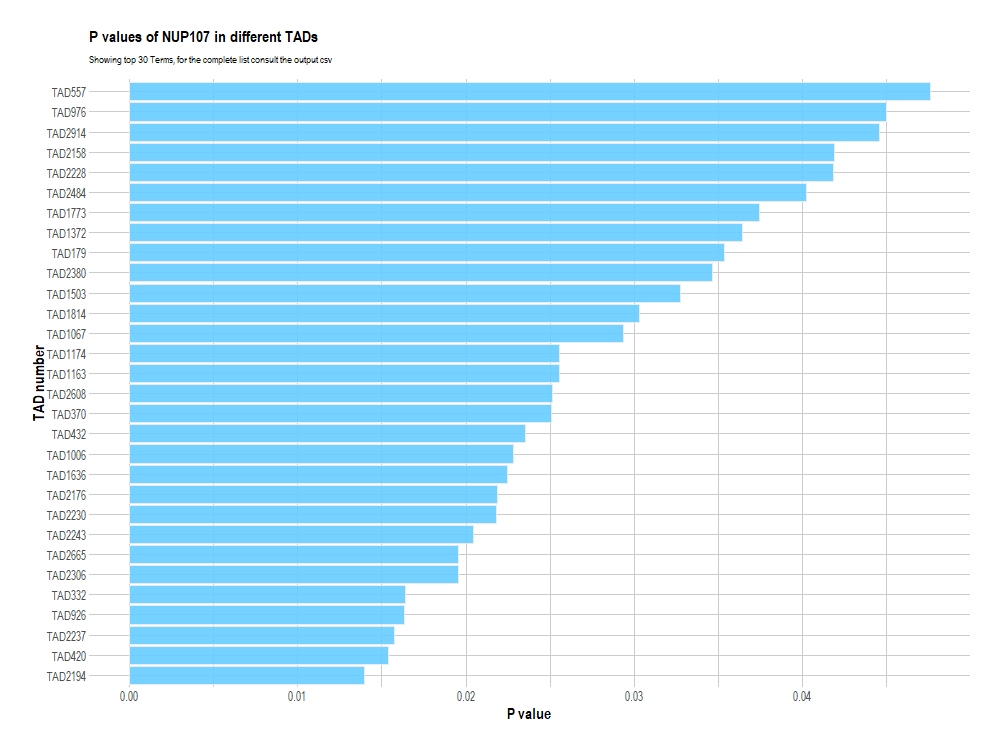 P values of NUP107 in different TADs
Showing top 30 Terms, for the complete list consult the output csv
TAD557
TAD976
TAD2914
TAD2158
TAD2228
TAD2484
TAD1773
TAD1372
TAD179
TAD2380
TAD1503
TAD1814
TAD1067
TAD1174
TAD1163
TAD2608
TAD370
TAD432
TAD1006
TAD1636
TAD2176
TAD2230
TAD2243
TAD2665
TAD2306
TAD332
TAD926
TAD2237
TAD420
TAD2194
TAD number
0.00 0.01 0.02 0.03 0.04
P value